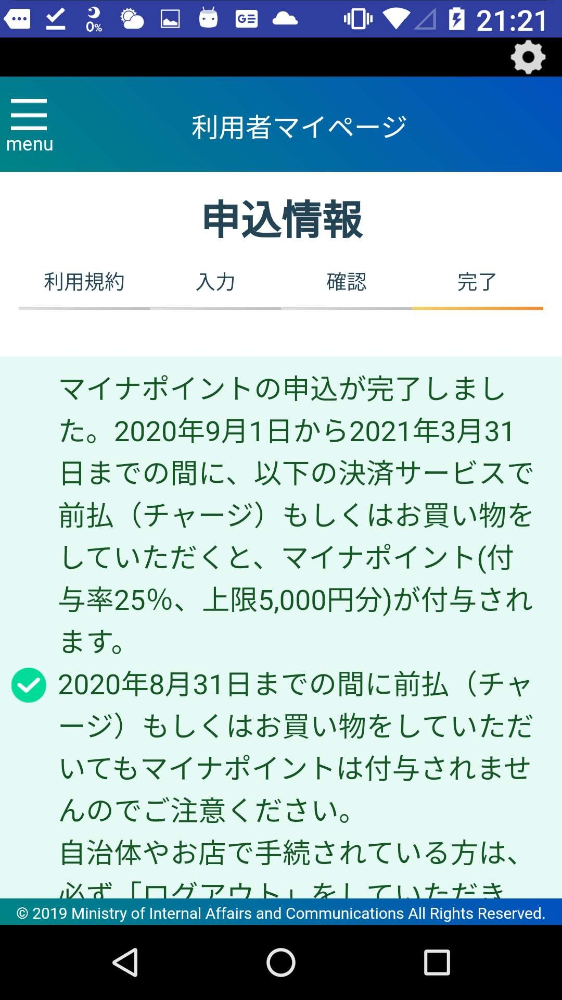 0%
GE
21:21
menu
利用者マイページ
申込情報
利用規約 入力 確認 完了
マイナポイントの申込が完了しまし
た。2020年9月1日から2021年3月31
日までの間に、以下の決済サービスで
前払（チャージ）もしくはお買い物を
していただくと、マイナポイント(付
与率25%、上限5,000円分)が付与され
ます。
2020年8月31日までの間に前払（チャ
ージ）もしくはお買い物をしていただ
いてもマイナポイントは付与されませ
んのでご注意ください。
自治体やお店で手続されている方は、
必ず「ログアウト」をしていただき
© 2019 Ministry of Internal Affairs and Communications All Rights Reserved.